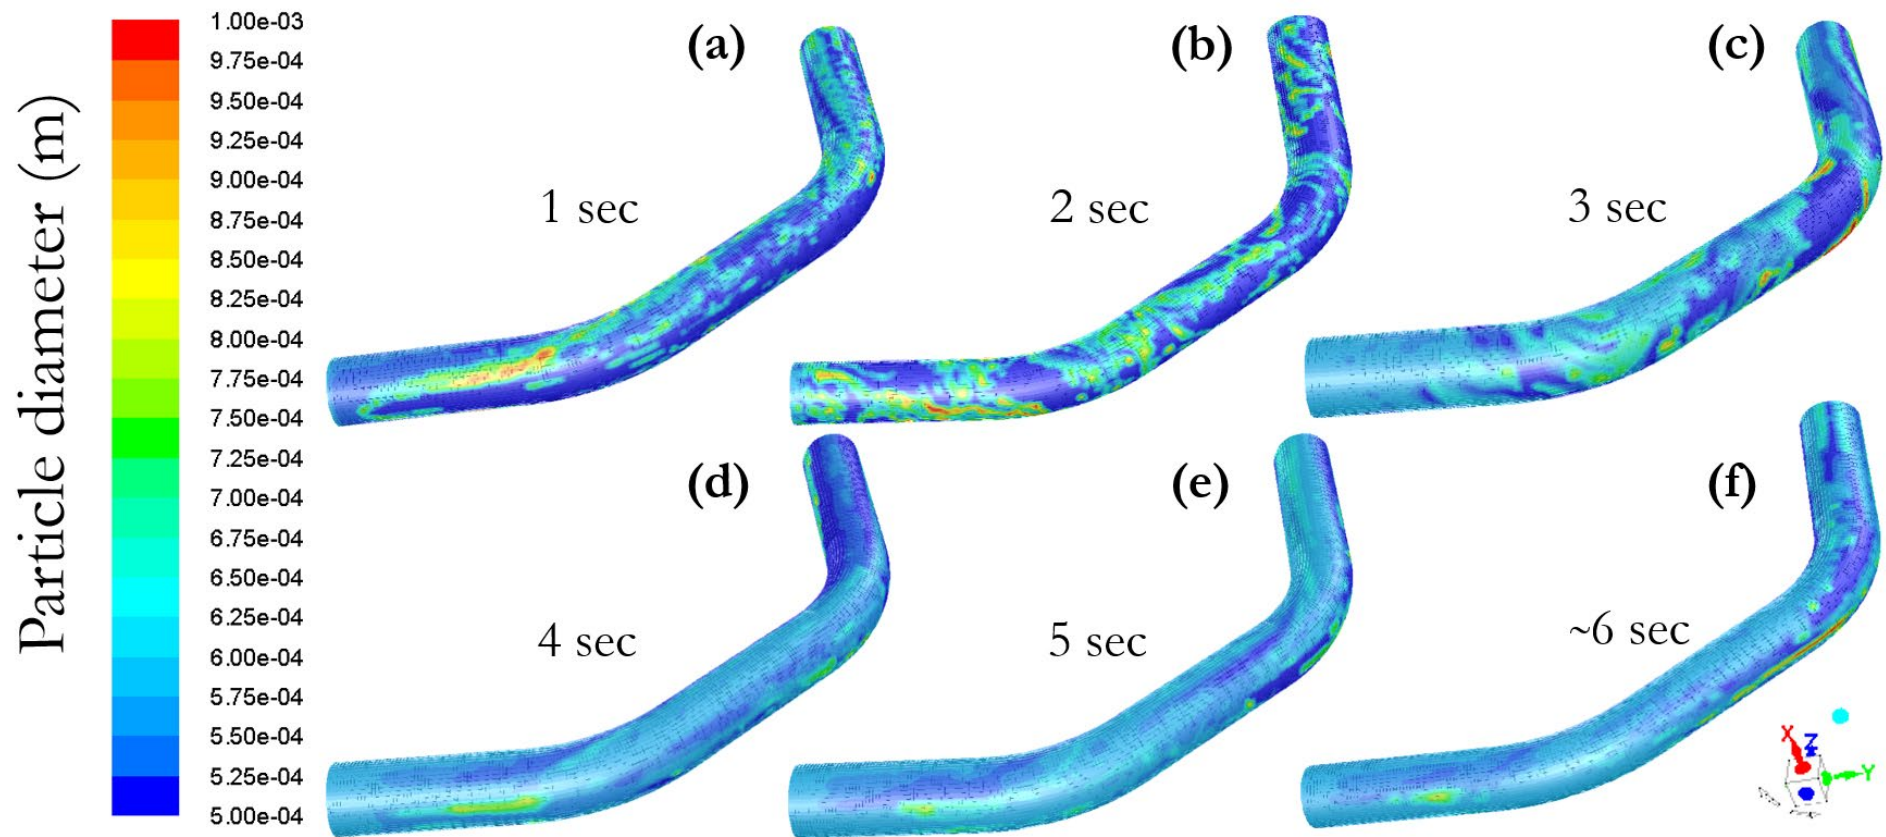 Particle diameter (m)
1.00e-03
9.75e-04
9.50e-04
9.25e-04
9.00e-04
8.75e-04
8.50e-04
8.25e-04
8.00e-04
7.75e-04
7.50e-04
7.25e-04
7.00e-04
6.75e-04
6.50e-04
6.25e-04
6.00e-04
5.75e-04
5.50e-04
5.25e-04
5.00e-04
(a)
1 sec
(b)
2 sec
(c)
3 sec
(d)
4 sec
(e)
5 sec
(f)
~6 sec
X
Z
Y